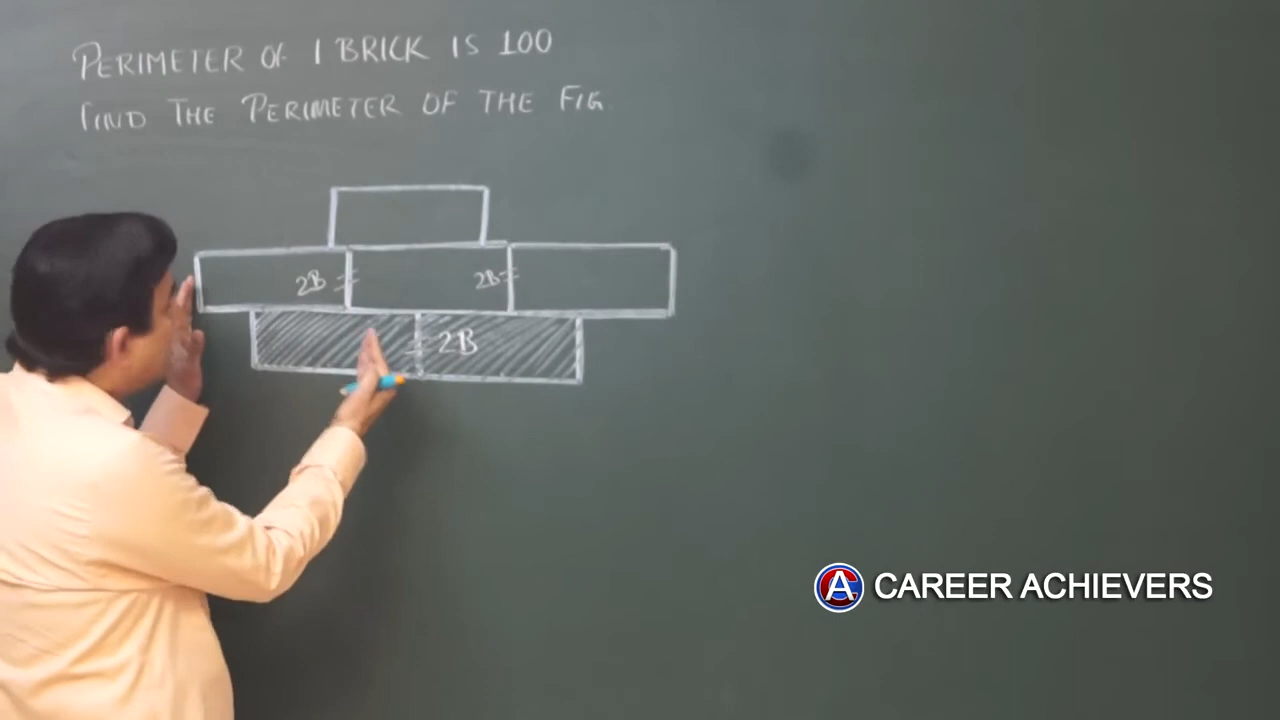 PERIMETER OF 1 BRICK IS 100
FIND THE PERIMETER OF THE FIG.
2B = 2B =
= 2B
CAREER ACHIEVERS